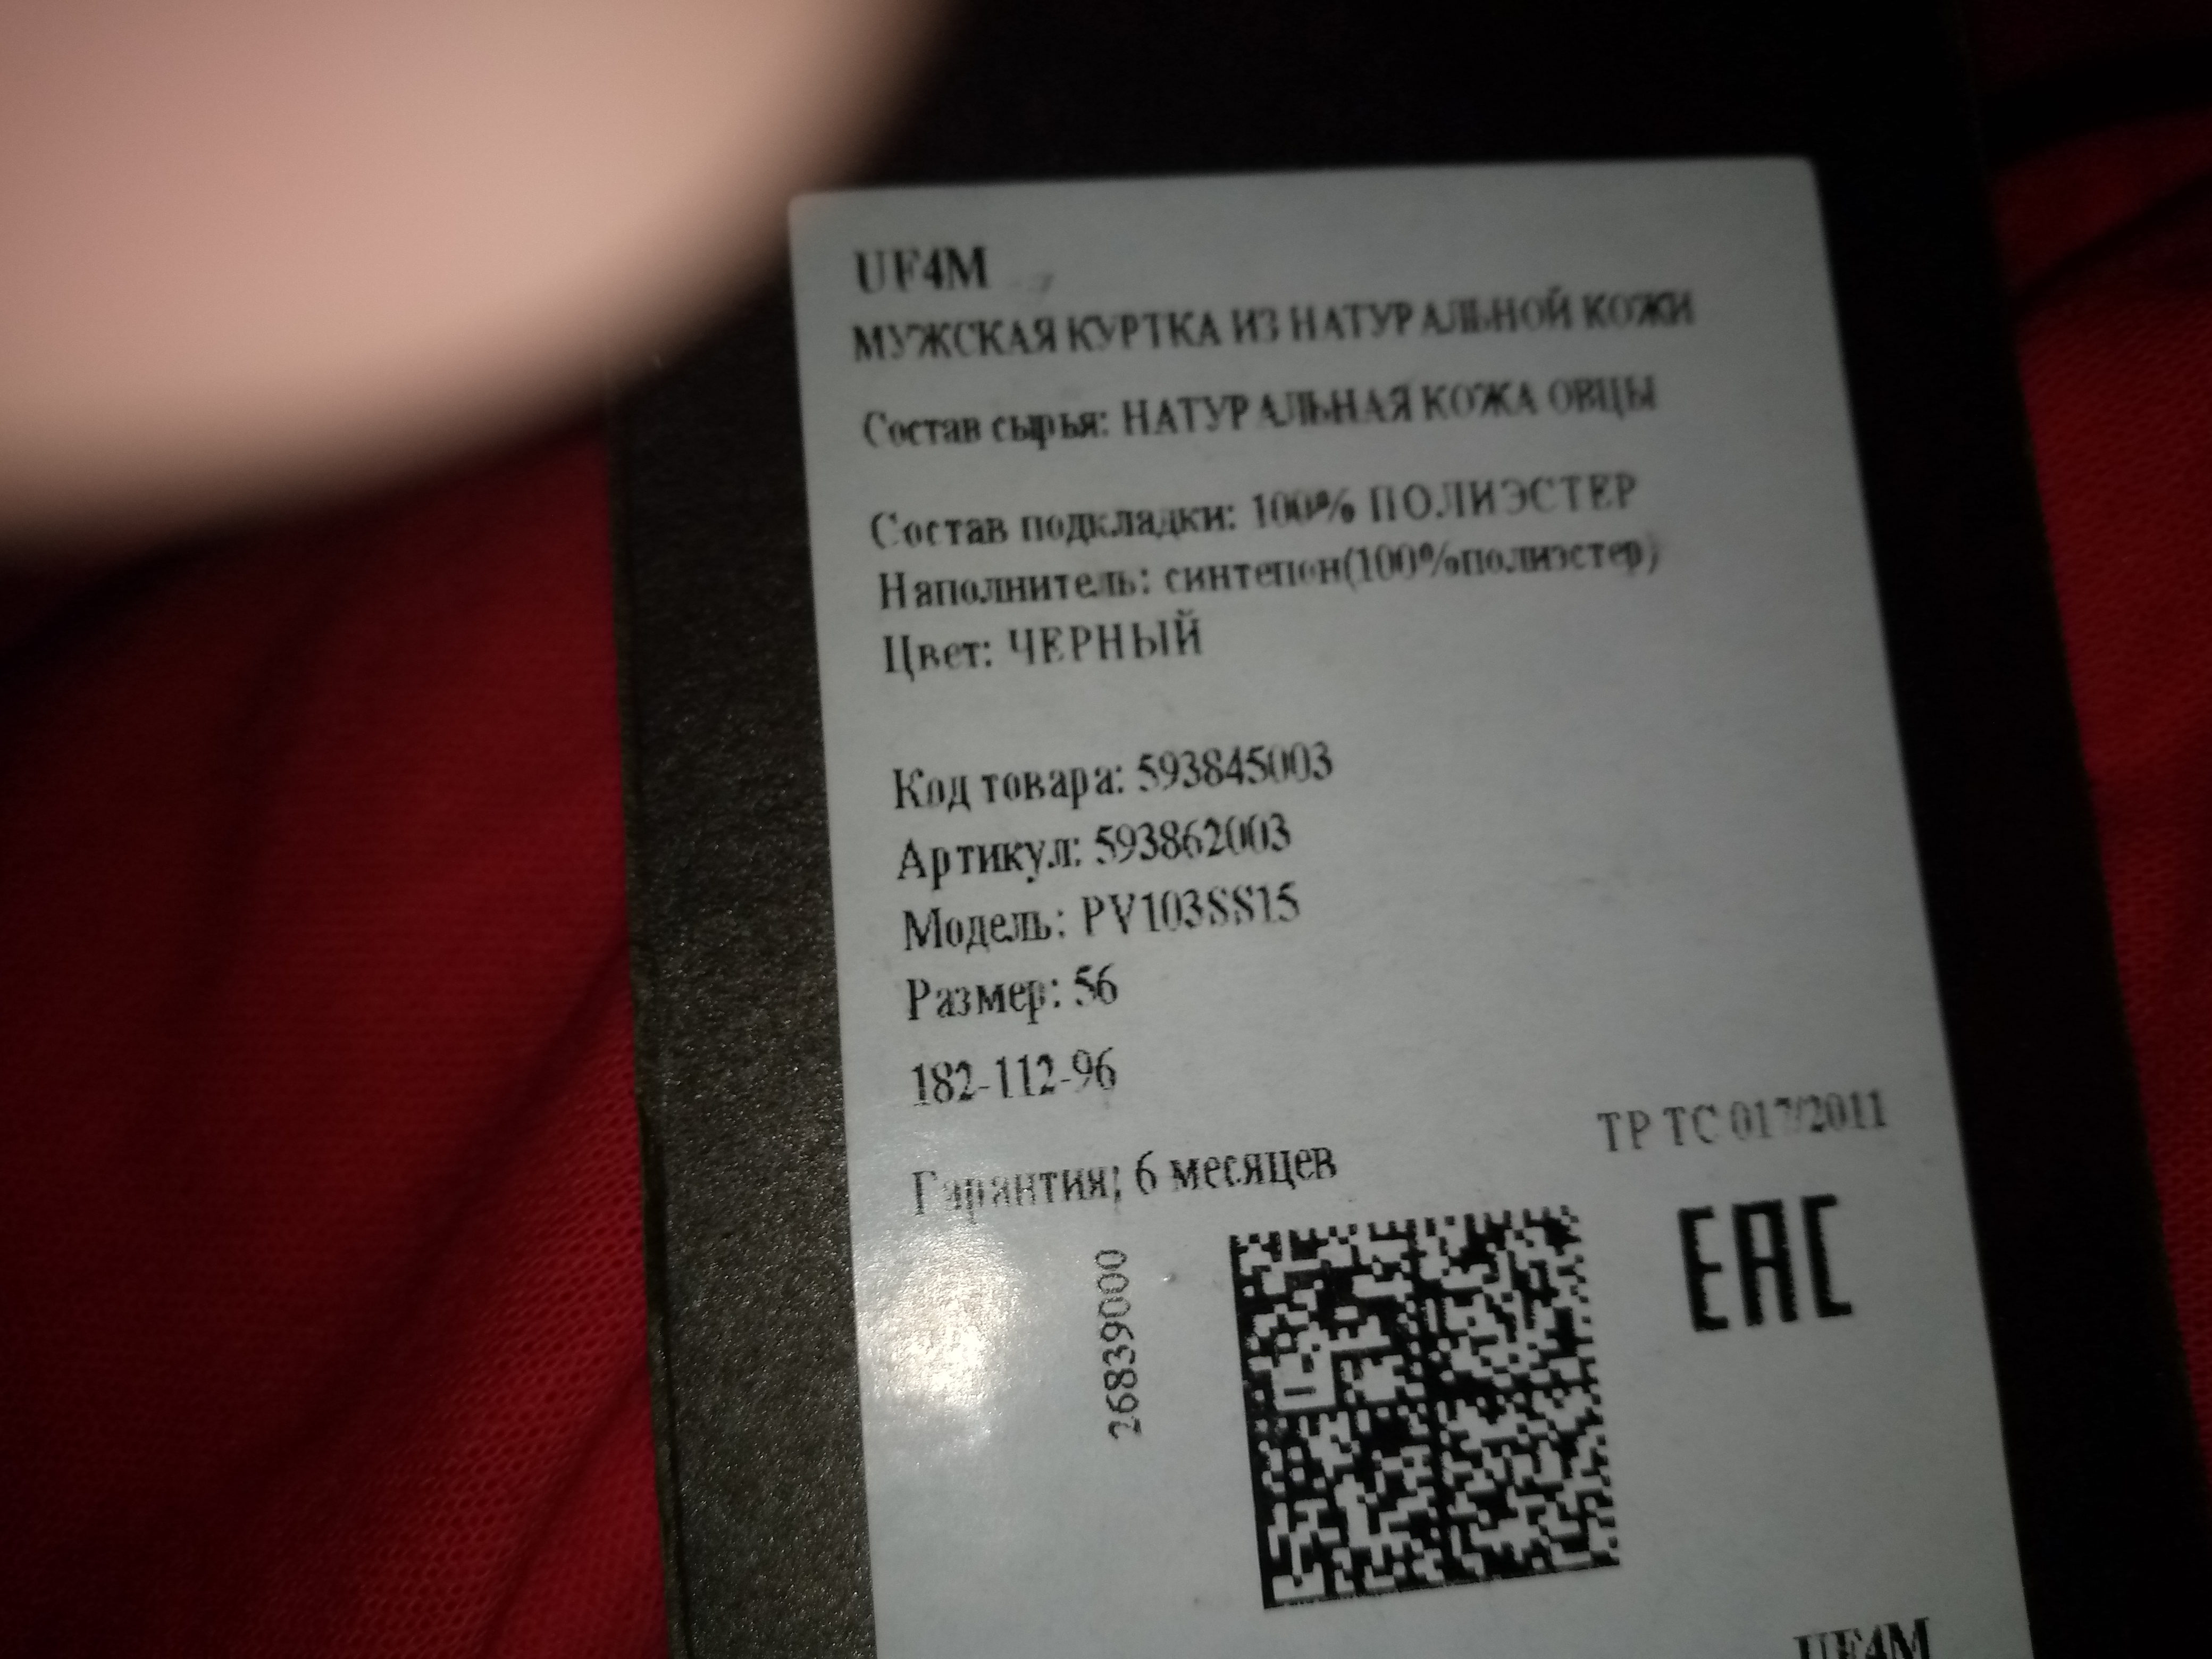 UF4M
МУЖСКАЯ КУРТКА ИЗ НАТУРАЛЬНОЙ КОЖИ
Состав сырья: НАТУРАЛЬНАЯ КОЖА ОВЦЫ
Состав подкладки: 100% ПОЛИЭСТЕР
Наполнитель: синтепон(100%полиэстер)
Цвет: ЧЕРНЫЙ
Код товара: 593845003
Артикул: 593862003
Модель: PV103SS15
Размер: 56
182-112-96
ТР ТС 017/2011
Гарантия; 6 месяцев
EAC
26839000
UF4M